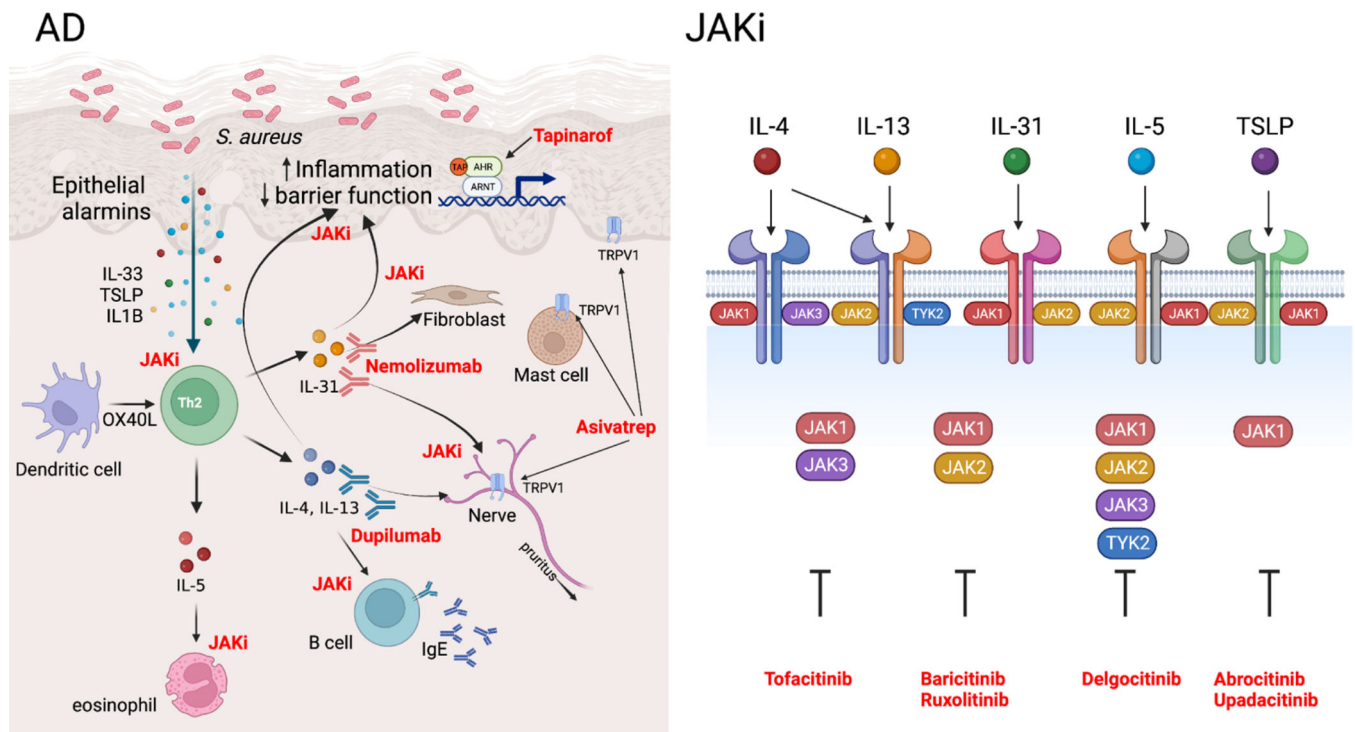 AD
S. aureus
Tapinarof
TAP
AHR
ARNT
↑ Inflammation
↓ barrier function
Epithelial
alarmins
JAKi
TRPV1
IL-33
TSLP
IL1B
JAKi
JAKi
Fibroblast
TRPV1
Mast cell
Th2
OX40L
Dendritic cell
IL-31
Nemolizumab
Asivatrep
JAKi
TRPV1
Nerve
IL-4, IL-13
Dupilumab
pruritus
IL-5
JAKi
B cell
IgE
JAKi
eosinophil
JAKi
IL-4
IL-13
IL-31
IL-5
TSLP
JAK1
JAK3
JAK2
TYK2
JAK1
JAK2
JAK2
JAK1
JAK2
JAK1
JAK1
JAK3
JAK1
JAK2
JAK1
JAK2
JAK3
TYK2
JAK1
Tofacitinib
Baricitinib
Ruxolitinib
Delgocitinib
Abrocitinib
Upadacitinib